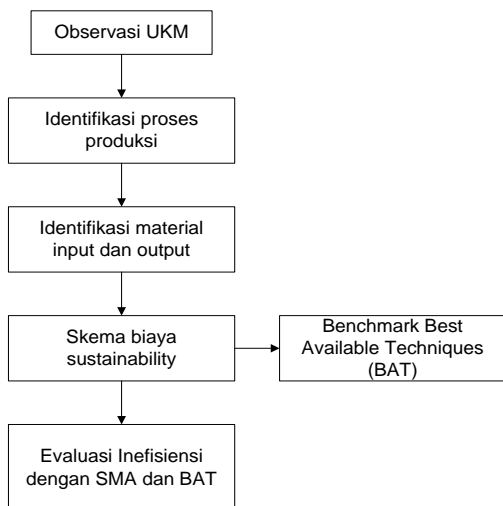 Observasi UKM
Identifikasi proses
produksi
Identifikasi material
input dan output
Skema biaya
sustainability
Benchmark Best
Available Techniques
(BAT)
Evaluasi Inefisiensi
dengan SMA dan BAT